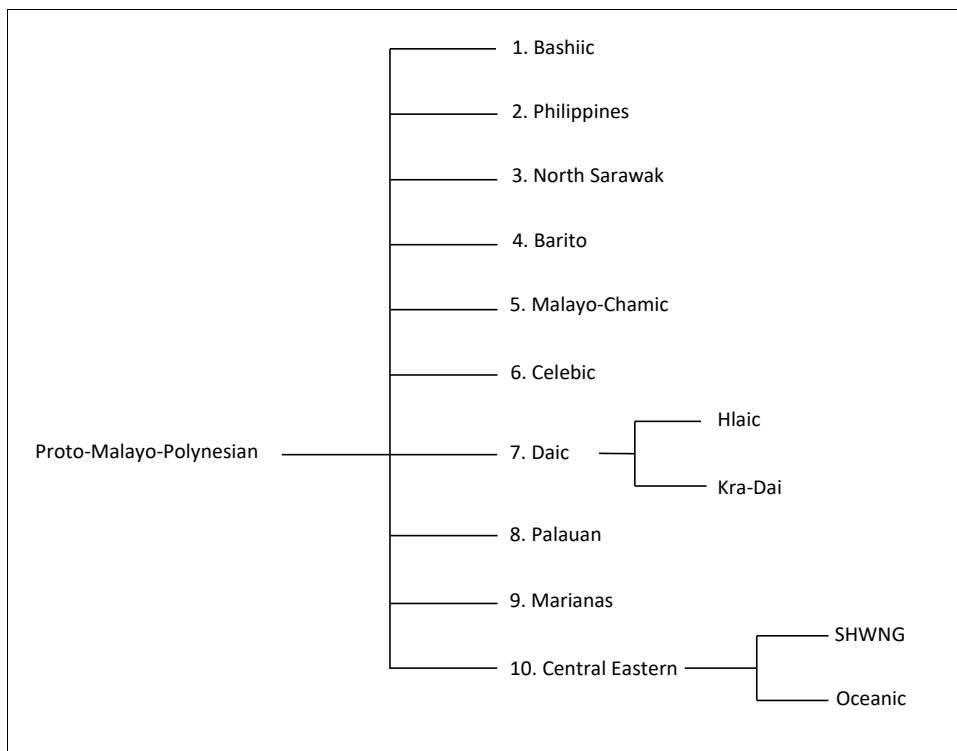 1. Bashiic
2. Philippines
3. North Sarawak
4. Barito
5. Malayo-Chamic
6. Celebic
Hlaic
Proto-Malayo-Polynesian
7. Daic
Kra-Dai
8. Palauan
9. Marianas
SHWNG
10. Central Eastern
Oceanic